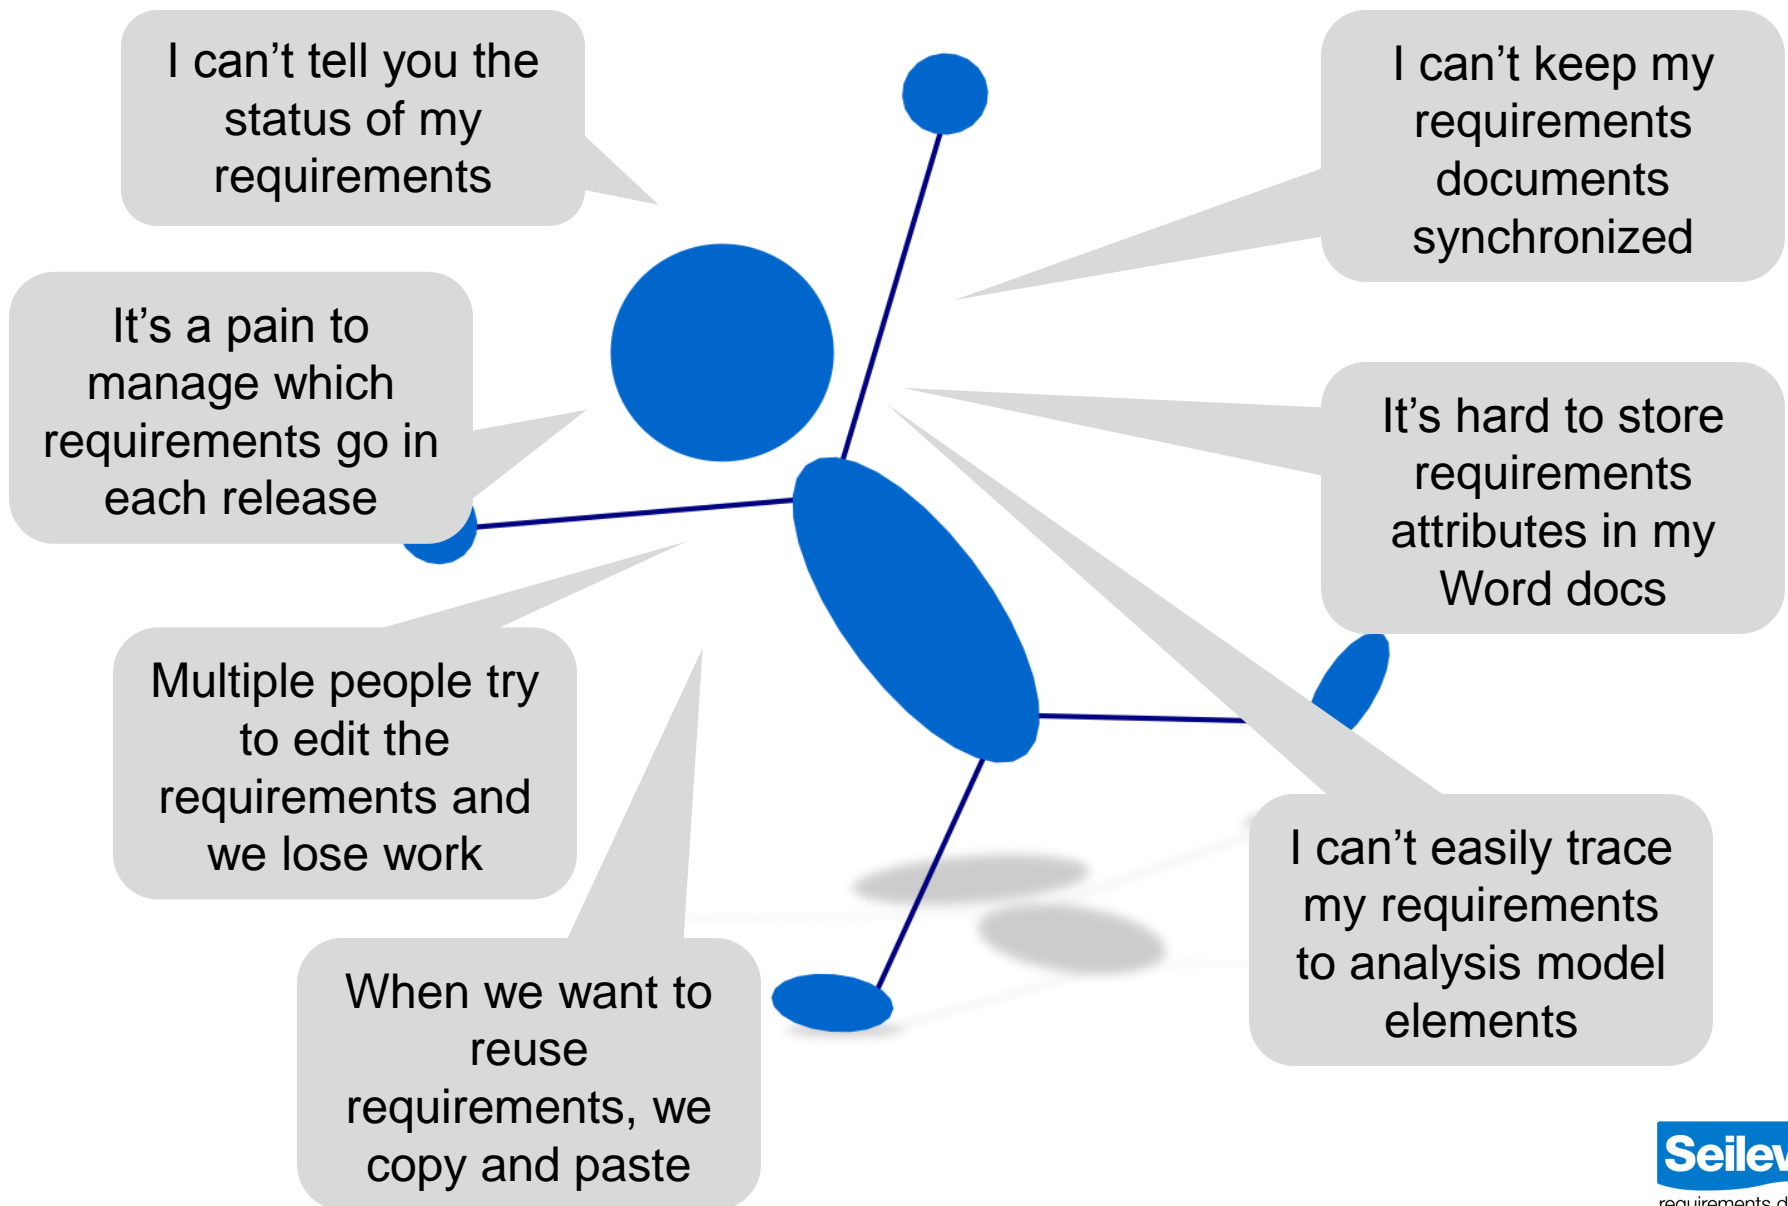 I can’t tell you the
status of my
requirements
I can’t keep my
requirements
documents
synchronized
It’s a pain to
manage which
requirements go in
each release
It’s hard to store
requirements
attributes in my
Word docs
Multiple people try
to edit the
requirements and
we lose work
I can’t easily trace
my requirements
to analysis model
elements
When we want to
reuse
requirements, we
copy and paste
requirements